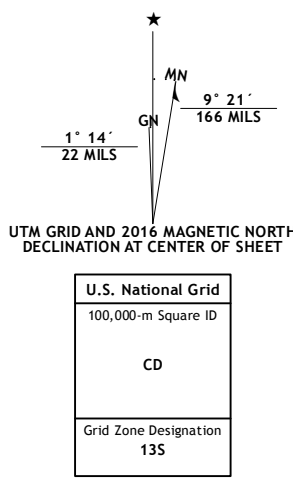 ★
MN
GN
9° 21´
166 MILS
1° 14´
22 MILS
UTM GRID AND 2016 MAGNETIC NORTH
DECLINATION AT CENTER OF SHEET
U.S. National Grid
100,000-m Square ID
CD
Grid Zone Designation
13S